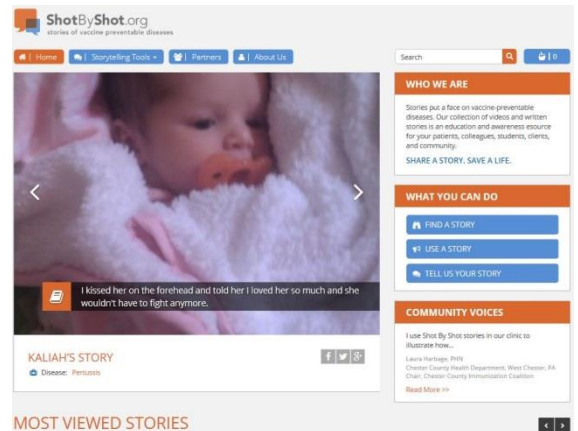 ShotByShot.org
stories of vaccine preventable diseases
Home
Storytelling Tools
Partners
About Us
Search
0
I kissed her on the forehead and told her I loved her so much and she
wouldn't have to fight anymore.
KALIAH'S STORY
Disease: Pertussis
MOST VIEWED STORIES
WHO WE ARE
Stories put a face on vaccine-preventable
diseases. Our collection of videos and written
stories is an education and awareness esource
for your patients, colleagues, students, clients,
and community.
SHARE A STORY. SAVE A LIFE.
WHAT YOU CAN DO
FIND A STORY
USE A STORY
TELL US YOUR STORY
COMMUNITY VOICES
I use Shot By Shot stories in our clinic to
illustrate how...
Laura Harbage, PHN
Chester County Health Department, West Chester, PA
Chair, Chester County Immunization Coalition
Read More >>